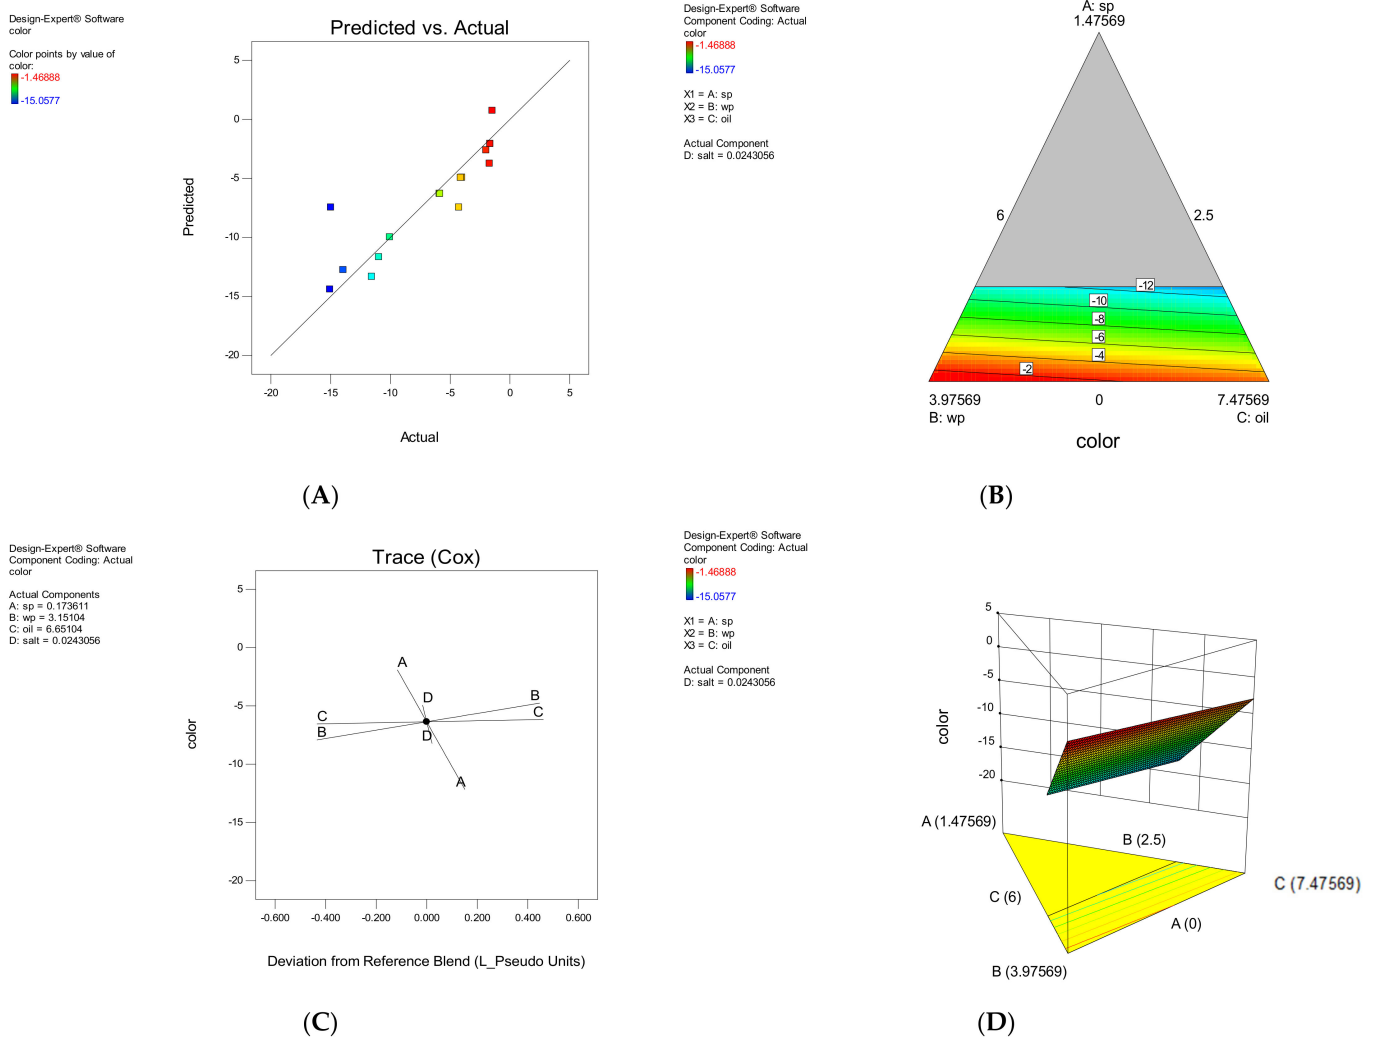 Design-Expert® Software
color
Color points by value of
color:
-1.46888
-15.0577
Predicted vs. Actual
5
0
-5
-10
-15
-20
Predicted
-20
-15
-10
-5
0
5
Actual
(A)
Design-Expert® Software
Component Coding: Actual
color
-1.46888
-15.0577
X1 = A: sp
X2 = B: wp
X3 = C: oil
Actual Component
D: salt = 0.0243056
A: sp
1.47569
6
2.5
-12
-10
-8
-6
-4
-2
3.97569
0
7.47569
B: wp
C: oil
color
(B)
Design-Expert® Software
Component Coding: Actual
color
Actual Components
A: sp = 0.173611
B: wp = 3.15104
C: oil = 6.65104
D: salt = 0.0243056
Trace (Cox)
5
0
-5
-10
-15
-20
color
A
D
B
C
C
B
D
A
-0.600
-0.400
-0.200
0.000
0.200
0.400
0.600
Deviation from Reference Blend (L_Pseudo Units)
(C)
Design-Expert® Software
Component Coding: Actual
color
-1.46888
-15.0577
X1 = A: sp
X2 = B: wp
X3 = C: oil
Actual Component
D: salt = 0.0243056
5
0
-5
-10
-15
-20
color
A (1.47569)
B (2.5)
C (7.47569)
C (6)
A (0)
B (3.97569)
(D)